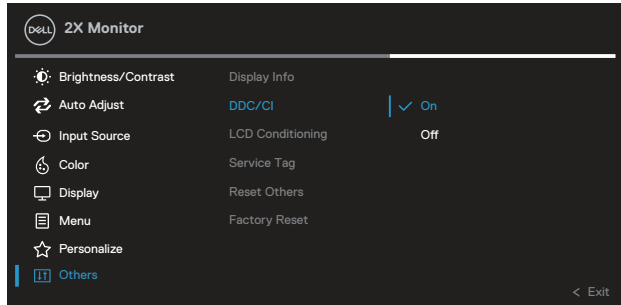 DELL 2X Monitor
Brightness/Contrast
Auto Adjust
Input Source
Color
Display
Menu
Personalize
Others
Display Info
DDC/CI
LCD Conditioning
Service Tag
Reset Others
Factory Reset
On
Off
< Exit